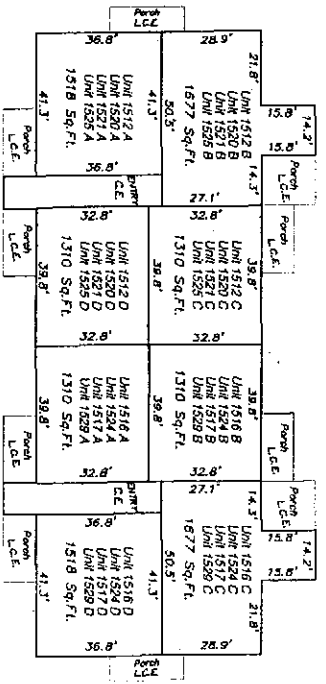 Porch
L.C.E.
36.8'
28.9'
21.8'
15.8'
14.2'
15.8'
14.3'
Porch
L.C.E.
41.3'
Unit 1512 A
Unit 1520 A
Unit 1521 A
Unit 1525 A
1518 Sq.Ft.
41.3'
50.5'
Unit 1512 B
Unit 1520 B
Unit 1521 B
Unit 1525 B
1677 Sq.Ft.
Porch
L.C.E.
36.8'
27.1'
ENTRY
C.E.
Porch
L.C.E.
32.8'
32.8'
Porch
L.C.E.
39.8'
Unit 1512 D
Unit 1520 D
Unit 1521 D
Unit 1525 D
1310 Sq.Ft.
39.8'
Unit 1512 C
Unit 1520 C
Unit 1521 C
Unit 1525 C
1310 Sq.Ft.
39.8'
32.8'
32.8'
39.8'
Unit 1516 A
Unit 1524 A
Unit 1517 A
Unit 1529 A
1310 Sq.Ft.
39.8'
Unit 1516 B
Unit 1524 B
Unit 1517 B
Unit 1529 B
1310 Sq.Ft.
39.8'
Porch
L.C.E.
32.8'
32.8'
Porch
L.C.E.
ENTRY
C.E.
27.1'
14.3'
Porch
L.C.E.
36.8'
15.8'
14.2'
15.8'
Porch
L.C.E.
41.3'
Unit 1516 D
Unit 1524 D
Unit 1517 D
Unit 1529 D
1518 Sq.Ft.
41.3'
50.5'
Unit 1516 C
Unit 1524 C
Unit 1517 C
Unit 1529 C
1677 Sq.Ft.
21.8'
36.8'
28.9'
Porch
L.C.E.